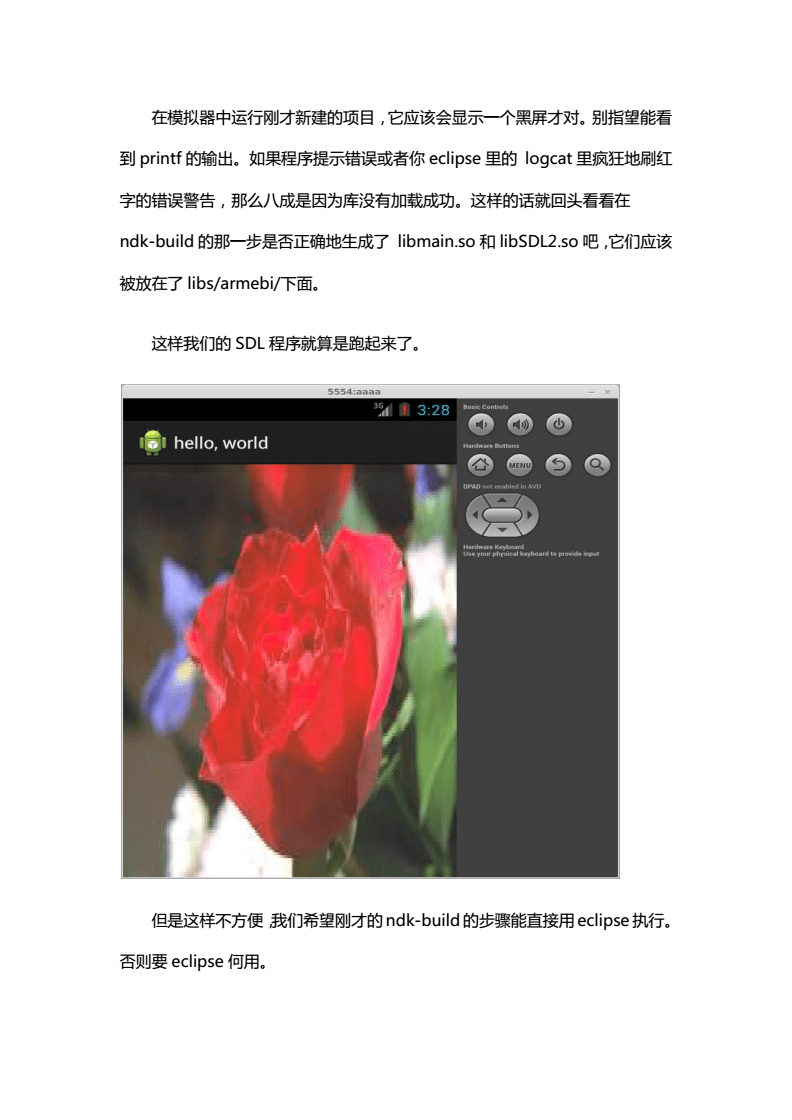 在模拟器中运行刚才新建的项目，它应该会显示一个黑屏才对。别指望能看
到 printf 的输出。如果程序提示错误或者你 eclipse 里的 logcat 里疯狂地刷红
字的错误警告，那么八成是因为库没有加载成功。这样的话就回头看看在
ndk-build 的那一步是否正确地生成了 libmain.so 和 libSDL2.so 吧，它们应该
被放在了 libs/armebi/下面。
这样我们的 SDL 程序就算是跑起来了。
5554:aaaa
3G 3:28
hello, world
Basic Controls
Hardware Buttons
MENU
DPAD not enabled in AVD
Hardware Keyboard
Use your physical keyboard to provide input
但是这样不方便，我们希望刚才的 ndk-build 的步骤能直接用 eclipse 执行。
否则要 eclipse 何用。